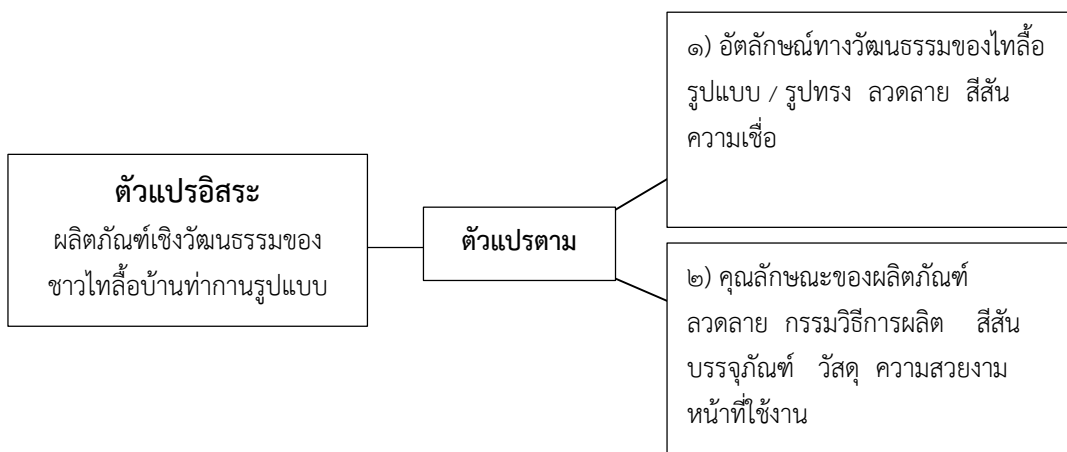 ตัวแปรอิสระ
ผลิตภัณฑ์เชิงวัฒนธรรมของ
ชาวไทลื้อบ้านท่ากานรูปแบบ
ตัวแปรตาม
๑) อัตลักษณ์ทางวัฒนธรรมของไทลื้อ
รูปแบบ / รูปทรง ลวดลาย สีสัน
ความเชื่อ
๒) คุณลักษณะของผลิตภัณฑ์
ลวดลาย กรรมวิธีการผลิต สีสัน
บรรจุภัณฑ์ วัสดุ ความสวยงาม
หน้าที่ใช้งาน